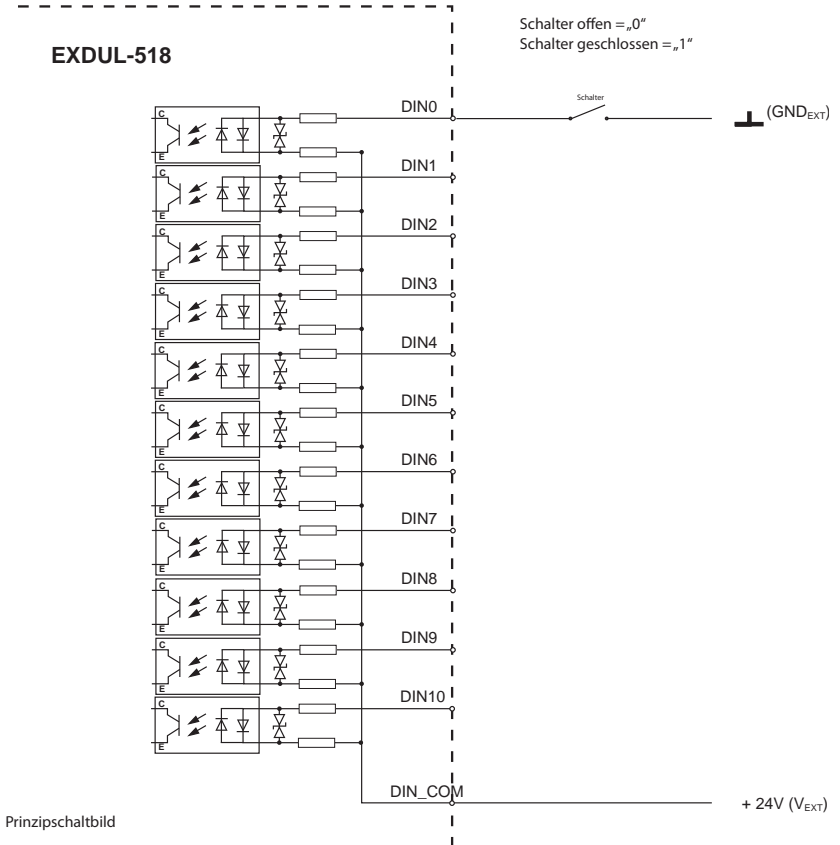 EXDUL-518
Schalter offen = „0“
Schalter geschlossen = „1“
DIN0
Schalter
(GNDEXT)
C
E
DIN1
C
E
DIN2
C
E
DIN3
C
E
DIN4
C
E
DIN5
C
E
DIN6
C
E
DIN7
C
E
DIN8
C
E
DIN9
C
E
DIN10
C
E
DIN_COM
+ 24V (VEXT)
Prinzipschaltbild